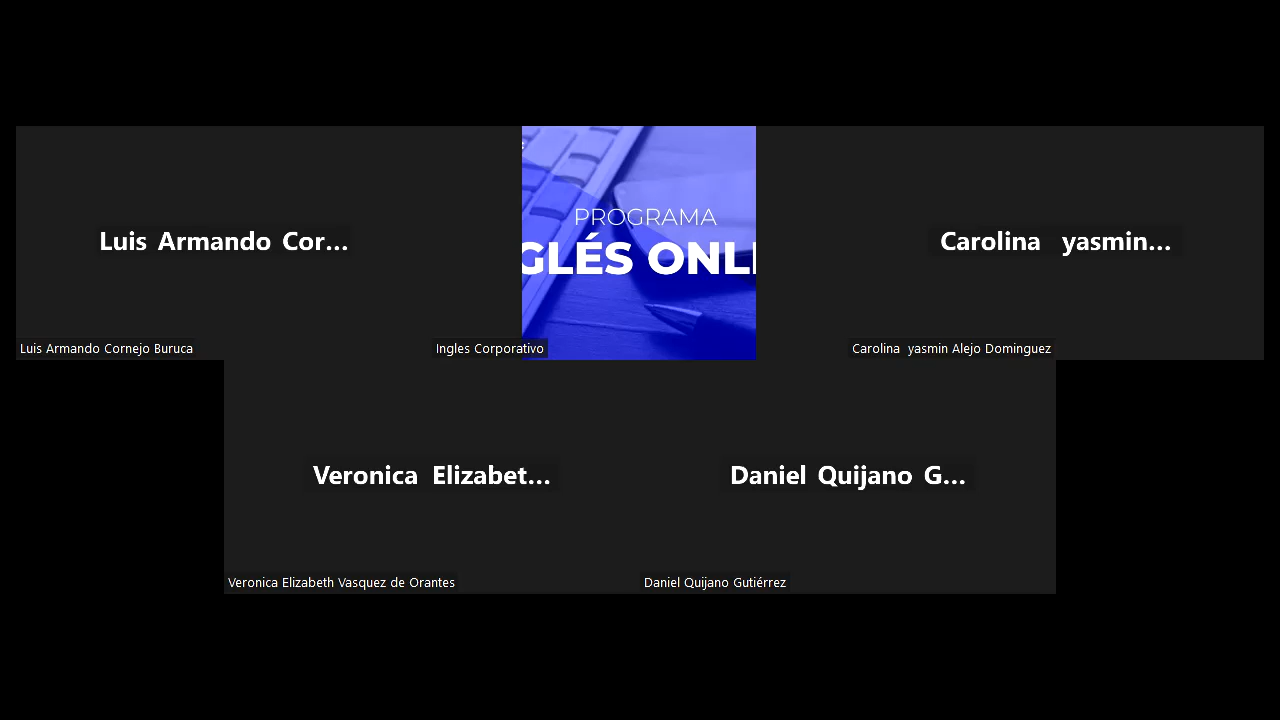 Luis Armando Cor...
PROGRAMA
GLÉS ONLI
Carolina yasmin...
Luis Armando Cornejo Buruca
Ingles Corporativo
Carolina yasmin Alejo Dominguez
Veronica Elizabet...
Daniel Quijano G...
Veronica Elizabeth Vasquez de Orantes
Daniel Quijano Gutiérrez